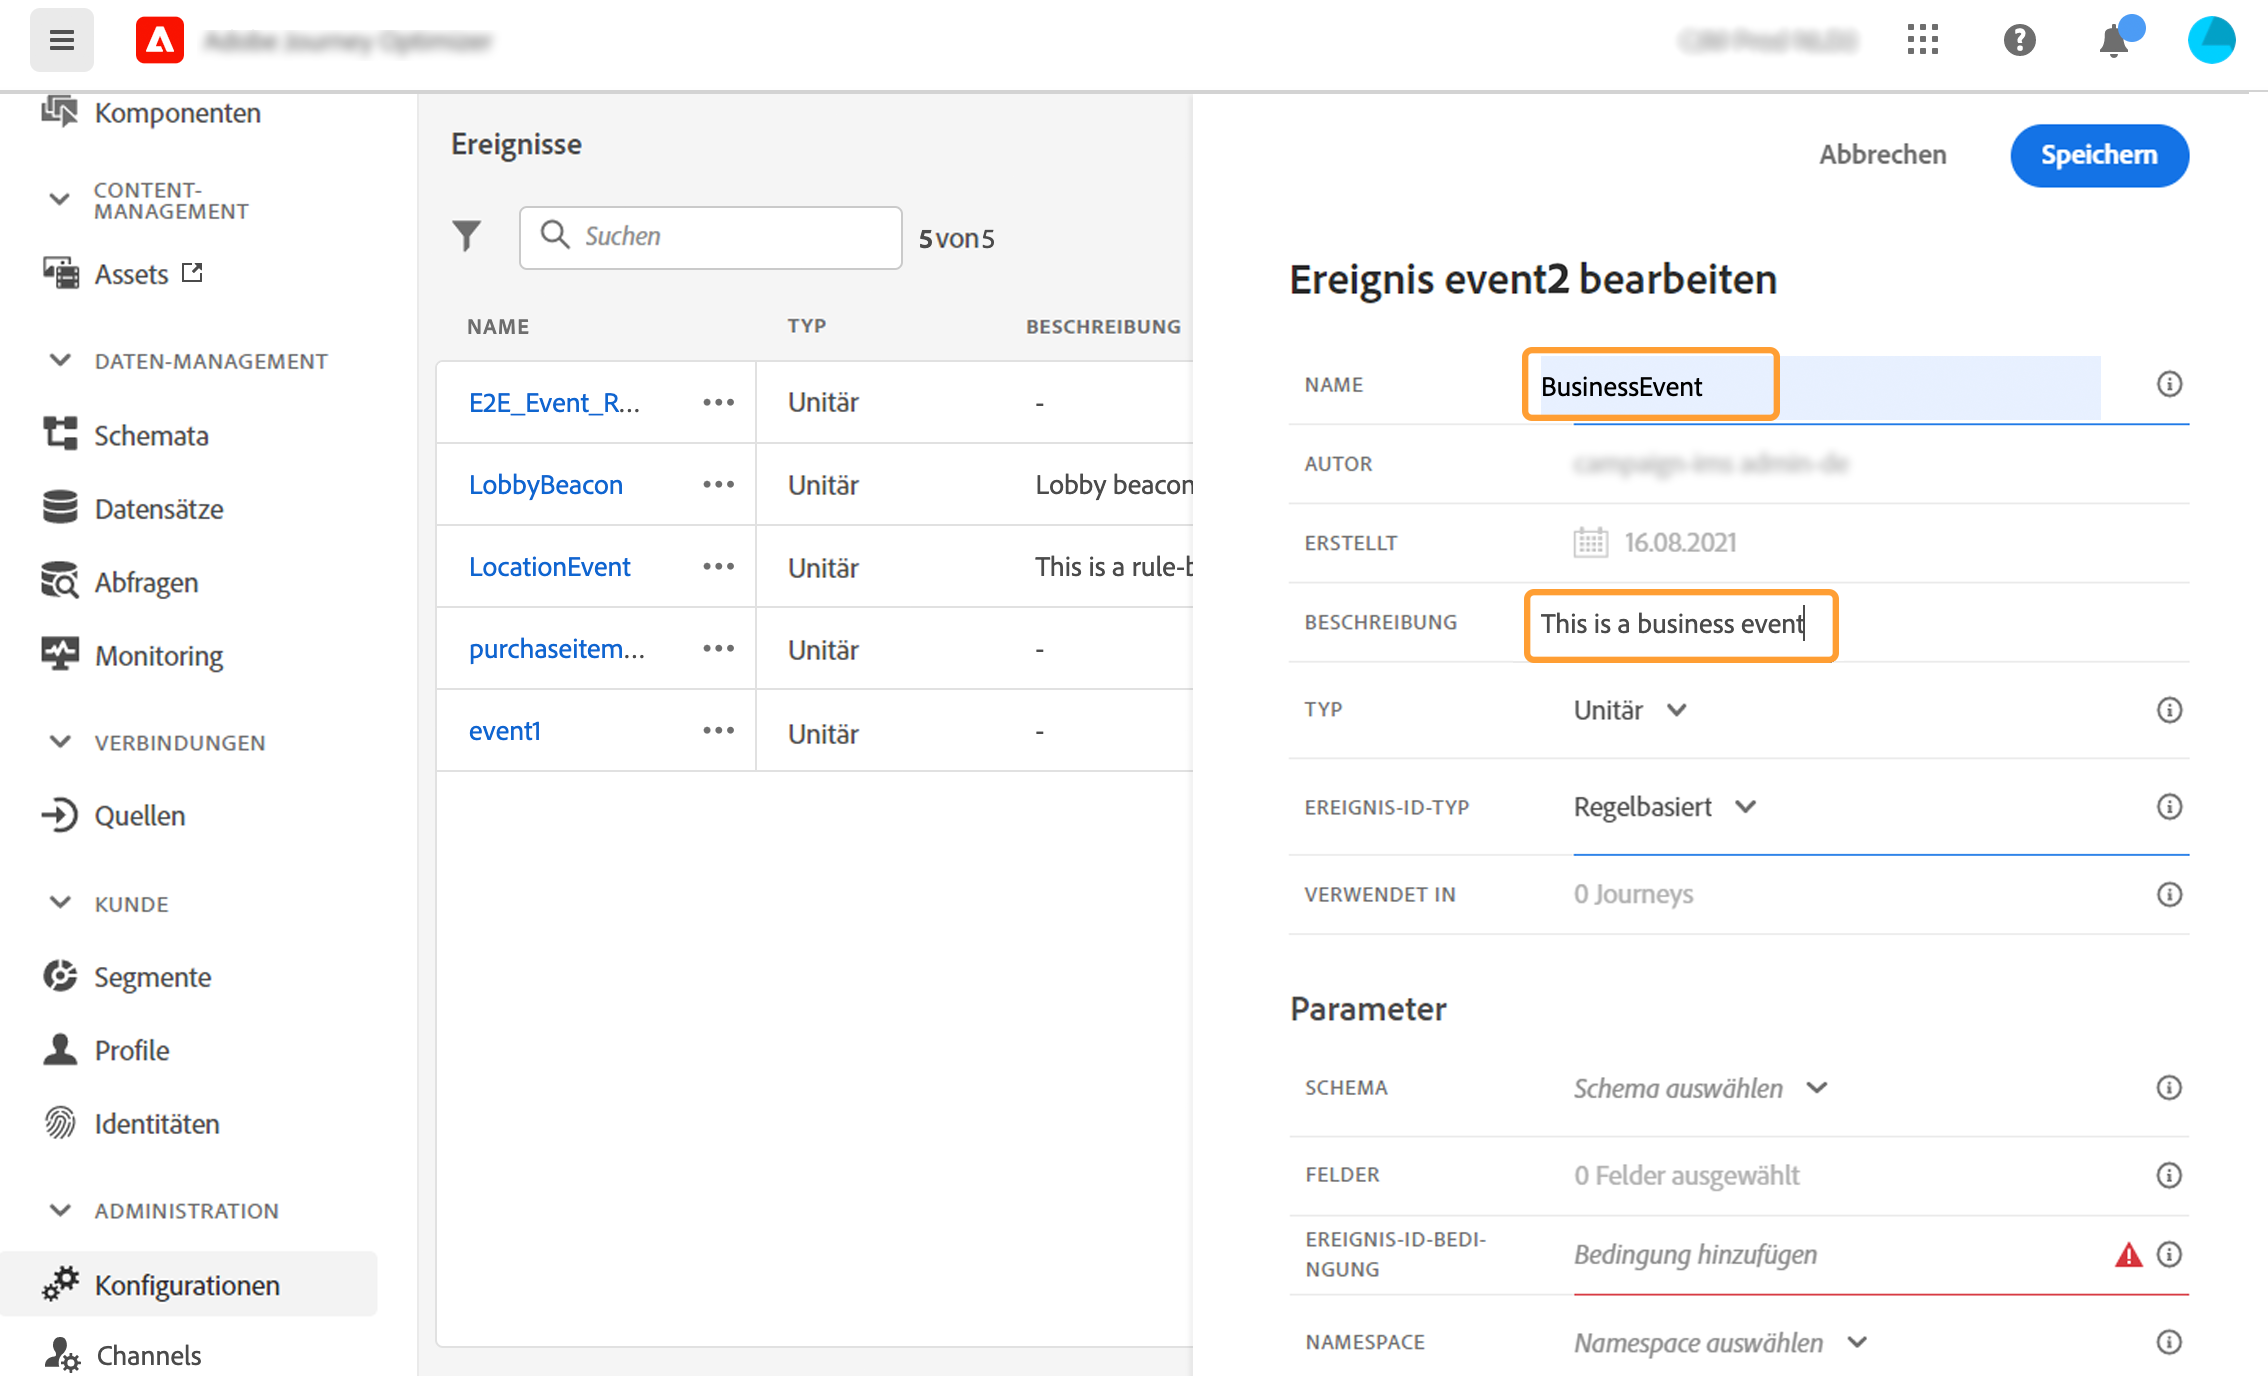 Komponenten
CONTENT-
MANAGEMENT
Assets
DATEN-MANAGEMENT
Schemata
Datensätze
Abfragen
Monitoring
VERBINDUNGEN
Quellen
KUNDE
Segmente
Profile
Identitäten
ADMINISTRATION
Konfigurationen
Channels
Ereignisse
Suchen
5 von 5
NAME TYP BESCHREIBUNG
E2E_Event_R... Unitär -
LobbyBeacon Unitär Lobby beacon
LocationEvent Unitär This is a rule-b
purchaseitem... Unitär -
event1 Unitär -
Abbrechen
Speichern
Ereignis event2 bearbeiten
NAME BusinessEvent
AUTOR
ERSTELLT 16.08.2021
BESCHREIBUNG This is a business event
TYP Unitär
EREIGNIS-ID-TYP Regelbasiert
VERWENDET IN 0 Journeys
Parameter
SCHEMA Schema auswählen
FELDER 0 Felder ausgewählt
EREIGNIS-ID-BEDI-
NGUNG Bedingung hinzufügen
NAMESPACE Namespace auswählen